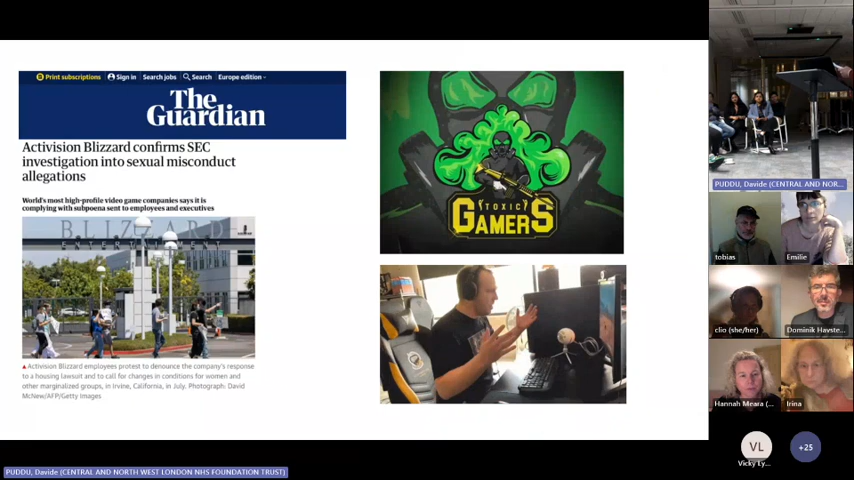 Print subscriptions Sign in Search jobs Search Europe edition
The
Guardian
Activision Blizzard confirms SEC
investigation into sexual misconduct
allegations
World's most high-profile video game companies says it is
complying with subpoena sent to employees and executives
BLIZZARD
ENTERTAINMENT
Activision Blizzard employees protest to denounce the company's response
to a housing lawsuit and to call for changes in conditions for women and
other marginalized groups, in Irvine, California, in July. Photograph: David
McNew/AFP/Getty Images
TOXIC
GAMERS
PUDDU, Davide (CENTRAL AND NOR...
tobias
Emilie
clio (she/her)
Dominik Havste...
Hannah Meara (...
Irina
VL
Vicky Ly...
+25
PUDDU, Davide (CENTRAL AND NORTH WEST LONDON NHS FOUNDATION TRUST)